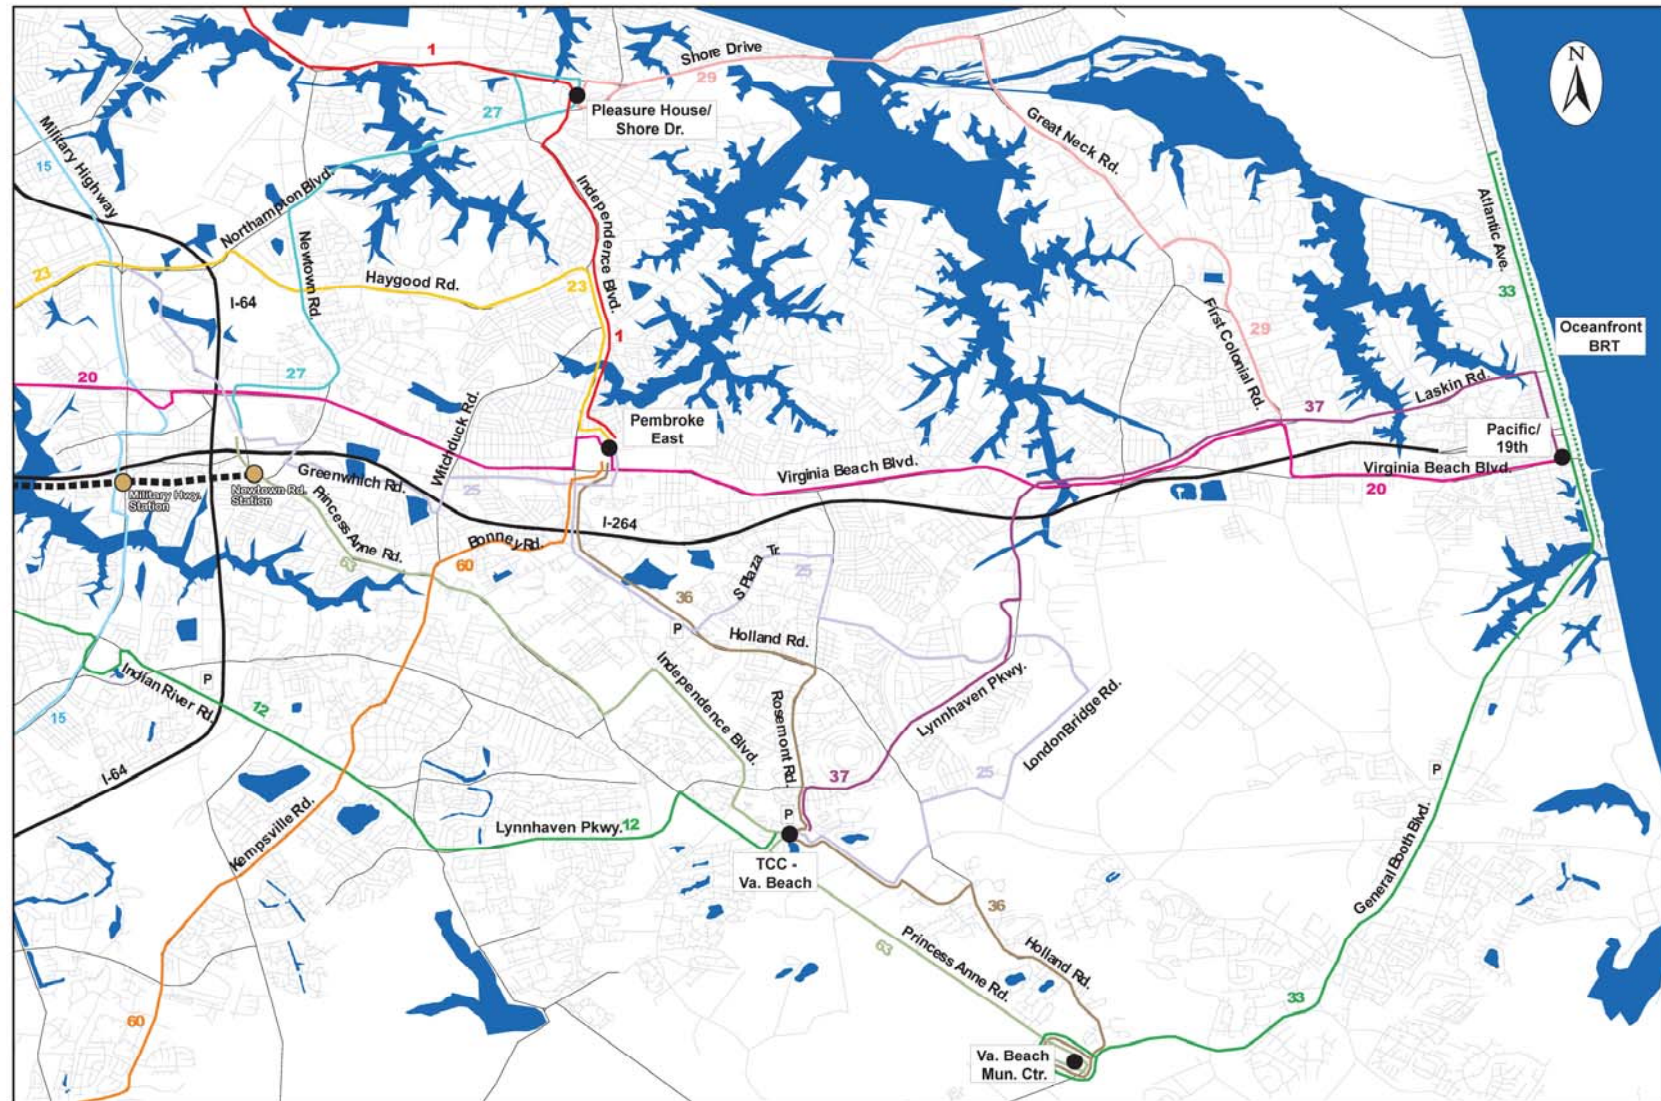 N
1
Shore Drive
29
Pleasure House/
Shore Dr.
27
Great Neck Rd.
Military Highway
15
Northampton Blvd.
Independence Blvd.
Atlantic Ave.
Newtown Rd.
23
Haygood Rd.
23
33
I-64
First Colonial Rd.
29
1
Oceanfront
BRT
20
27
Laskin Rd.
37
Witchduck Rd.
Pembroke
East
Pacific/
19th
Virginia Beach Blvd.
Virginia Beach Blvd.
20
Greenwhich Rd.
25
Military Hwy.
Station
Newtown Rd.
Station
Princess Anne Rd.
I-264
Bonney Rd.
60
63
S Plaza Tr.
25
36
P
Holland Rd.
Independence Blvd.
Indian River Rd.
P
12
15
Rosemont Rd.
Lynnhaven Pkwy.
London Bridge Rd.
25
37
I-64
P
Kempsville Rd.
Lynnhaven Pkwy.
12
P
TCC -
Va. Beach
General Booth Blvd.
36
Princess Anne Rd.
63
Holland Rd.
33
60
Va. Beach
Mun. Ctr.